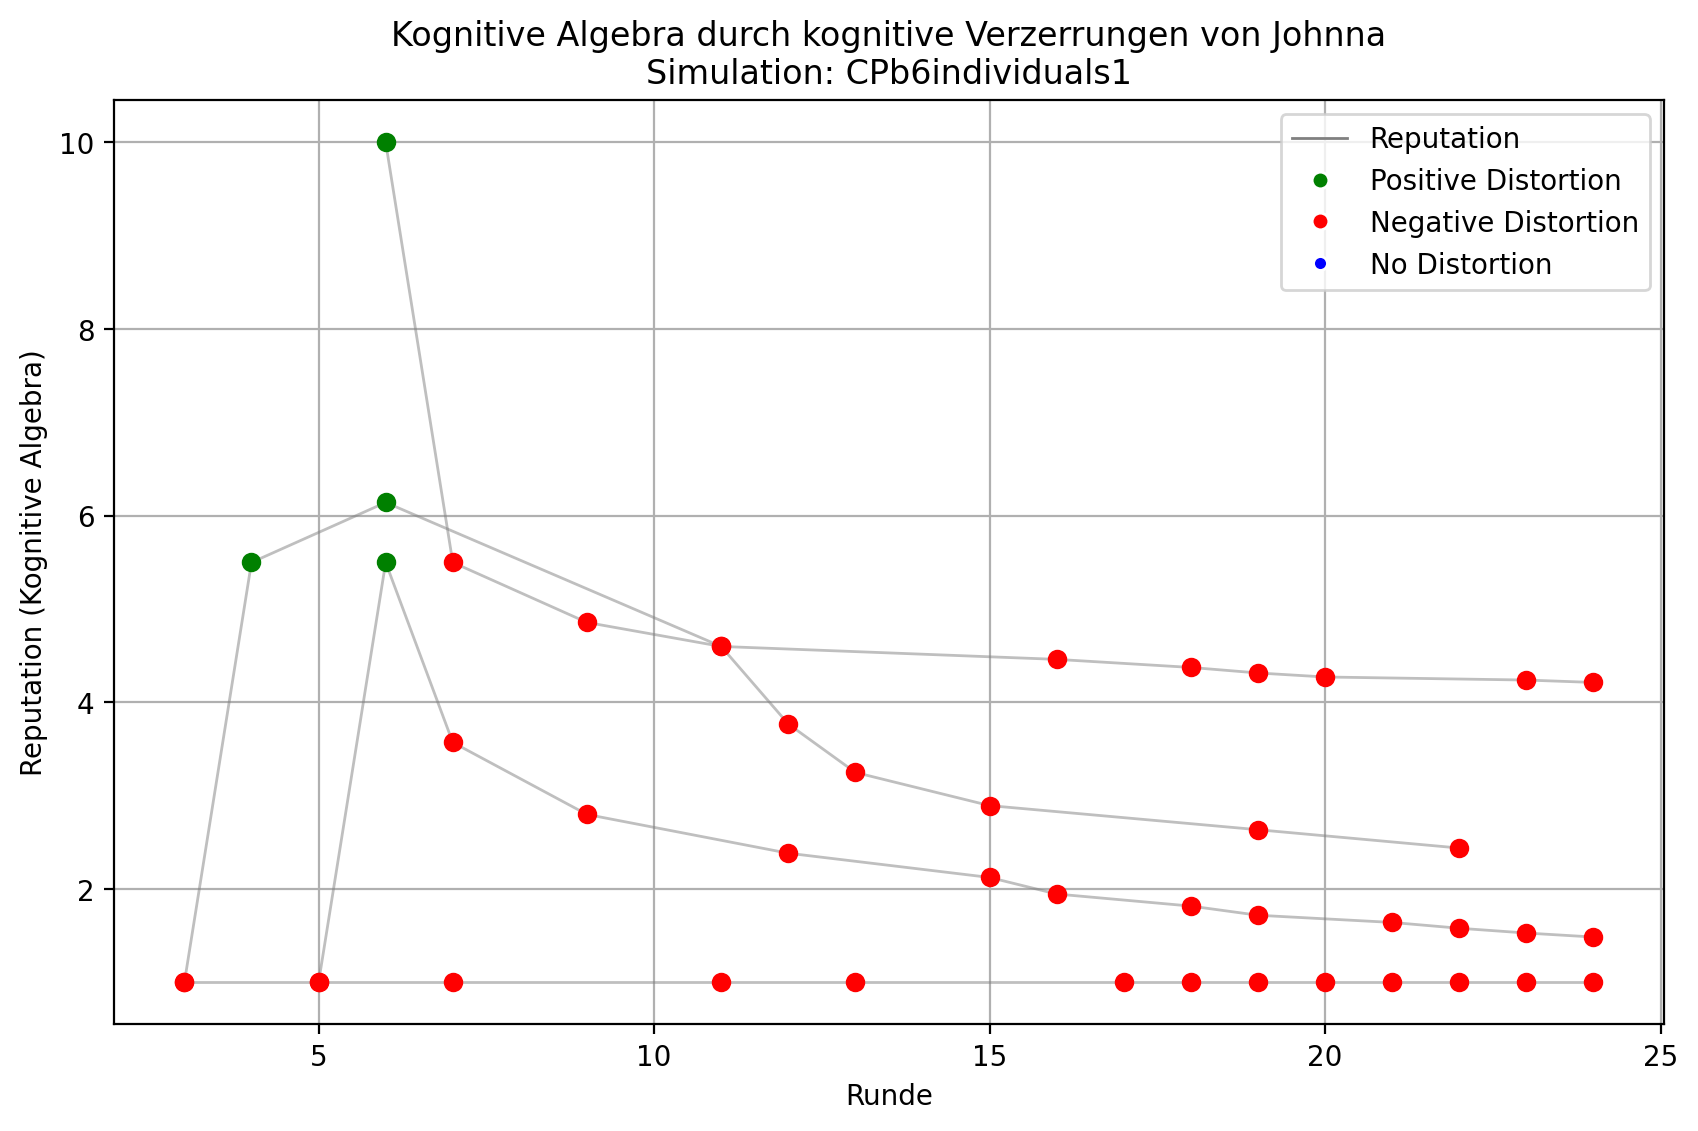 Kognitive Algebra durch kognitive Verzerrungen von Johnna
Simulation: CPb6individuals1
Reputation
Positive Distortion
Negative Distortion
No Distortion
Reputation (Kognitive Algebra)
10
8
6
4
2
5
10
15
20
25
Runde